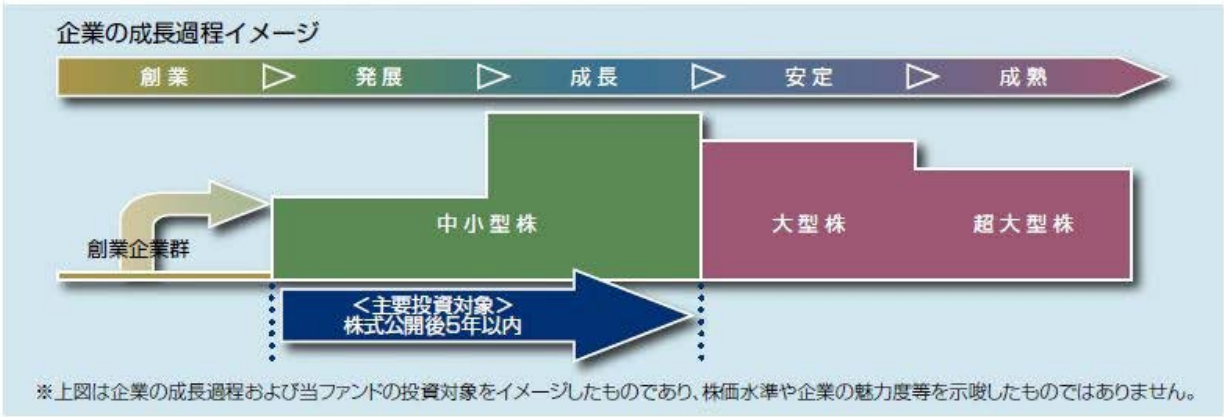 企業の成長過程イメージ
創業 ▷ 発展 ▷ 成長 ▷ 安定 ▷ 成熟
中小型株 大型株 超大型株
創業企業群
＜主要投資対象＞
株式公開後5年以内
※上図は企業の成長過程および当ファンドの投資対象をイメージしたものであり、株価水準や企業の魅力度等を示唆したものではありません。